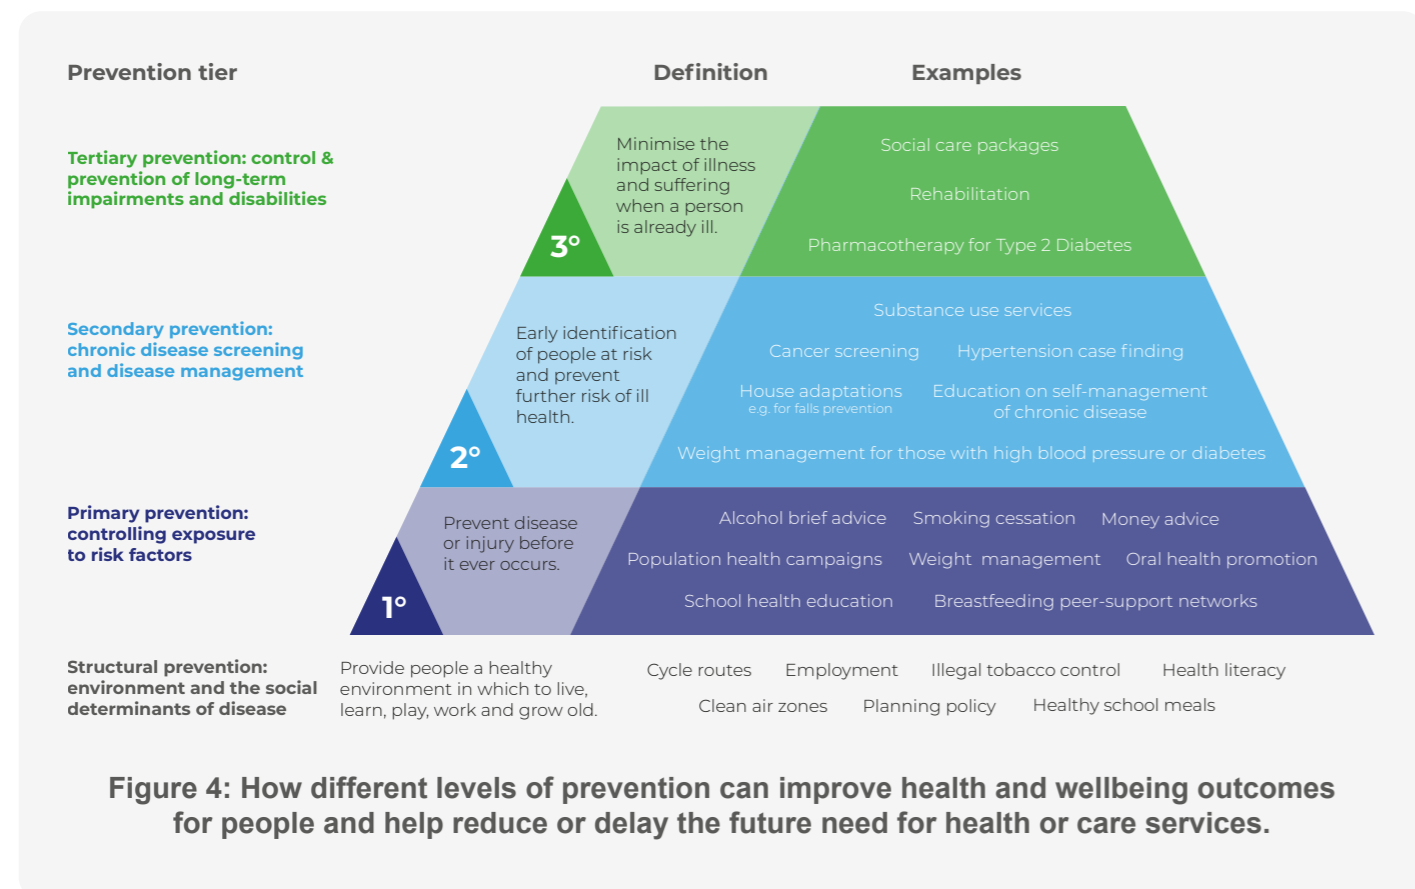 Prevention tier
Definition
Examples
Tertiary prevention: control &
prevention of long-term
impairments and disabilities
3°
Minimise the
impact of illness
and suffering
when a person
is already ill.
Social care packages
Rehabilitation
Pharmacotherapy for Type 2 Diabetes
Secondary prevention:
chronic disease screening
and disease management
2°
Early identification
of people at risk
and prevent
further risk of ill
health.
Substance use services
Cancer screening
Hypertension case finding
House adaptations
e.g. for falls prevention
Education on self-management
of chronic disease
Weight management for those with high blood pressure or diabetes
Primary prevention:
controlling exposure
to risk factors
1°
Prevent disease
or injury before
it ever occurs.
Alcohol brief advice
Smoking cessation
Money advice
Population health campaigns
Weight management
Oral health promotion
School health education
Breastfeeding peer-support networks
Structural prevention:
environment and the social
determinants of disease
Provide people a healthy
environment in which to live,
learn, play, work and grow old.
Cycle routes
Employment
Illegal tobacco control
Health literacy
Clean air zones
Planning policy
Healthy school meals
Figure 4: How different levels of prevention can improve health and wellbeing outcomes
for people and help reduce or delay the future need for health or care services.